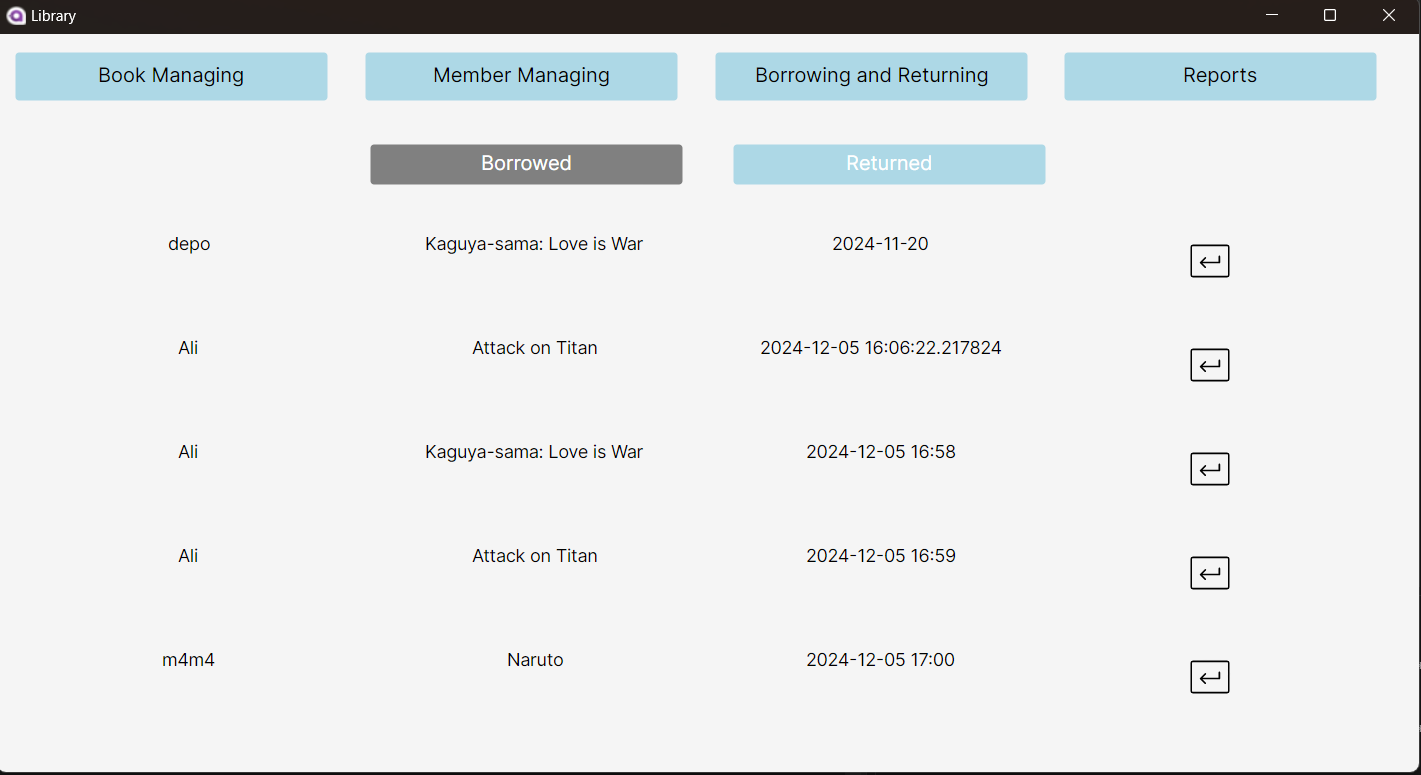 Library
Book Managing Member Managing Borrowing and Returning Reports
Borrowed Returned
depo Kaguya-sama: Love is War 2024-11-20
Ali Attack on Titan 2024-12-05 16:06:22.217824
Ali Kaguya-sama: Love is War 2024-12-05 16:58
Ali Attack on Titan 2024-12-05 16:59
m4m4 Naruto 2024-12-05 17:00